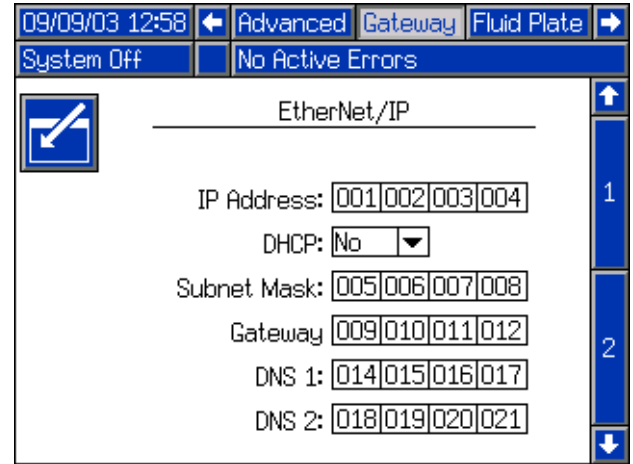 09/09/03 12:58 Advanced Gateway Fluid Plate
System Off No Active Errors
EtherNet/IP
IP Address: 001 002 003 004
1
DHCP: No
Subnet Mask: 005 006 007 008
Gateway 009 010 011 012
2
DNS 1: 014 015 016 017
DNS 2: 018 019 020 021